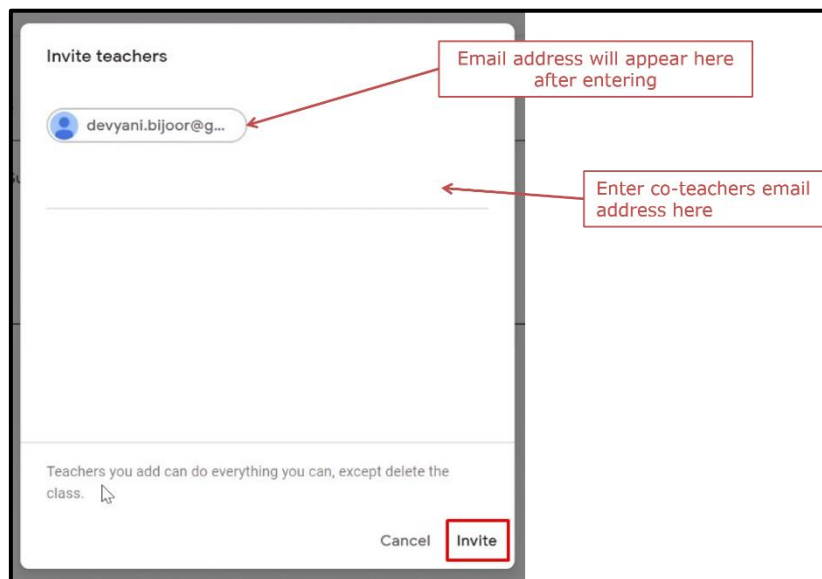 Invite teachers
Email address will appear here
after entering
devyani.bijoor@g...
Enter co-teachers email
address here
Teachers you add can do everything you can, except delete the
class.
Cancel Invite